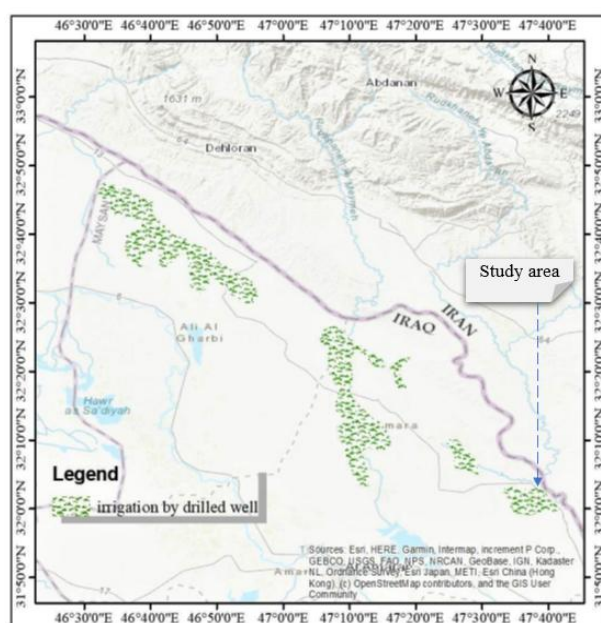 46°30'0"E 46°40'0"E 46°50'0"E 47°0'0"E 47°10'0"E 47°20'0"E 47°30'0"E 47°40'0"E
33°0'0"N
32°50'0"N
32°40'0"N
32°30'0"N
32°20'0"N
32°10'0"N
32°0'0"N
31°50'0"N
N
W E
S
Abdanan
1631 m
2249
Dehloran
MAYSAN
Study area
IRAN
IRAQ
Ali Al
Gharbi
Hawr
as Sa'diyah
mara
Legend
irrigation by drilled well
Sources: Esri, HERE, Garmin, Intermap, increment P Corp.,
GEBCO, USGS, FAO, NPS, NRCAN, GeoBase, IGN, Kadaster
NL, Ordnance Survey, Esri Japan, METI, Esri China (Hong
Kong), (c) OpenStreetMap contributors, and the GIS User
Community
46°30'0"E 46°40'0"E 46°50'0"E 47°0'0"E 47°10'0"E 47°20'0"E 47°30'0"E 47°40'0"E